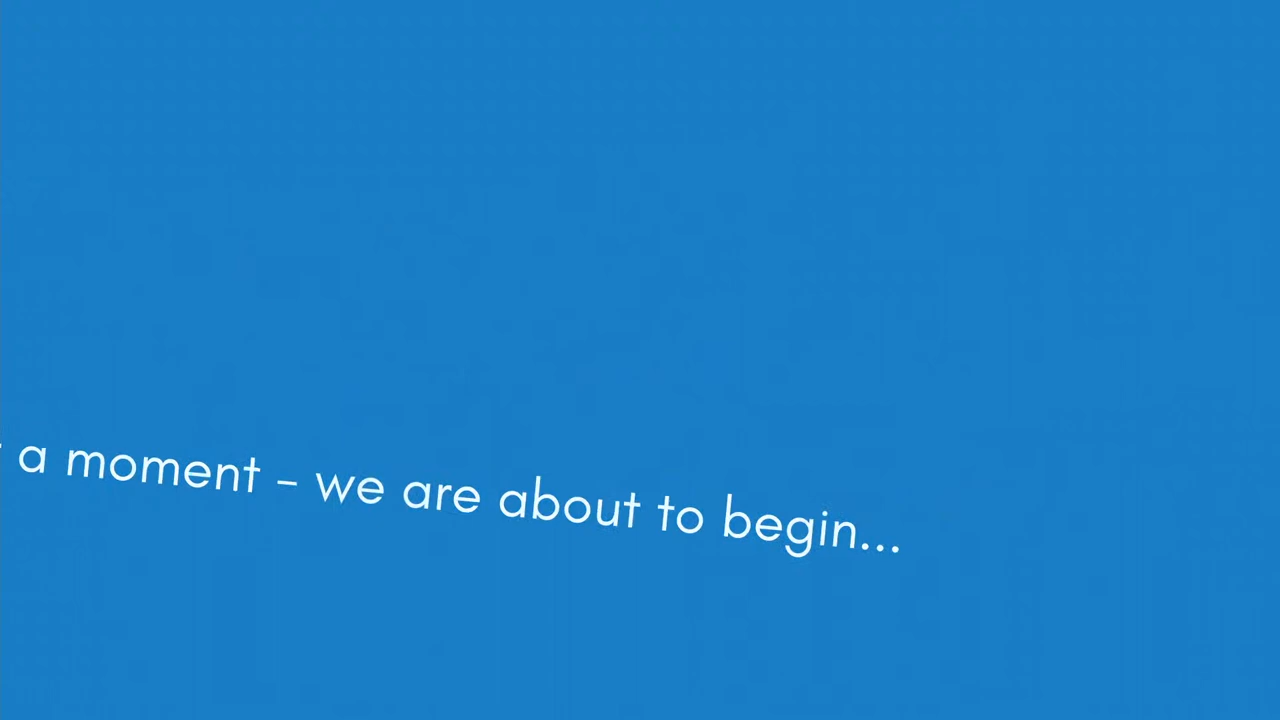 a moment – we are about to begin...